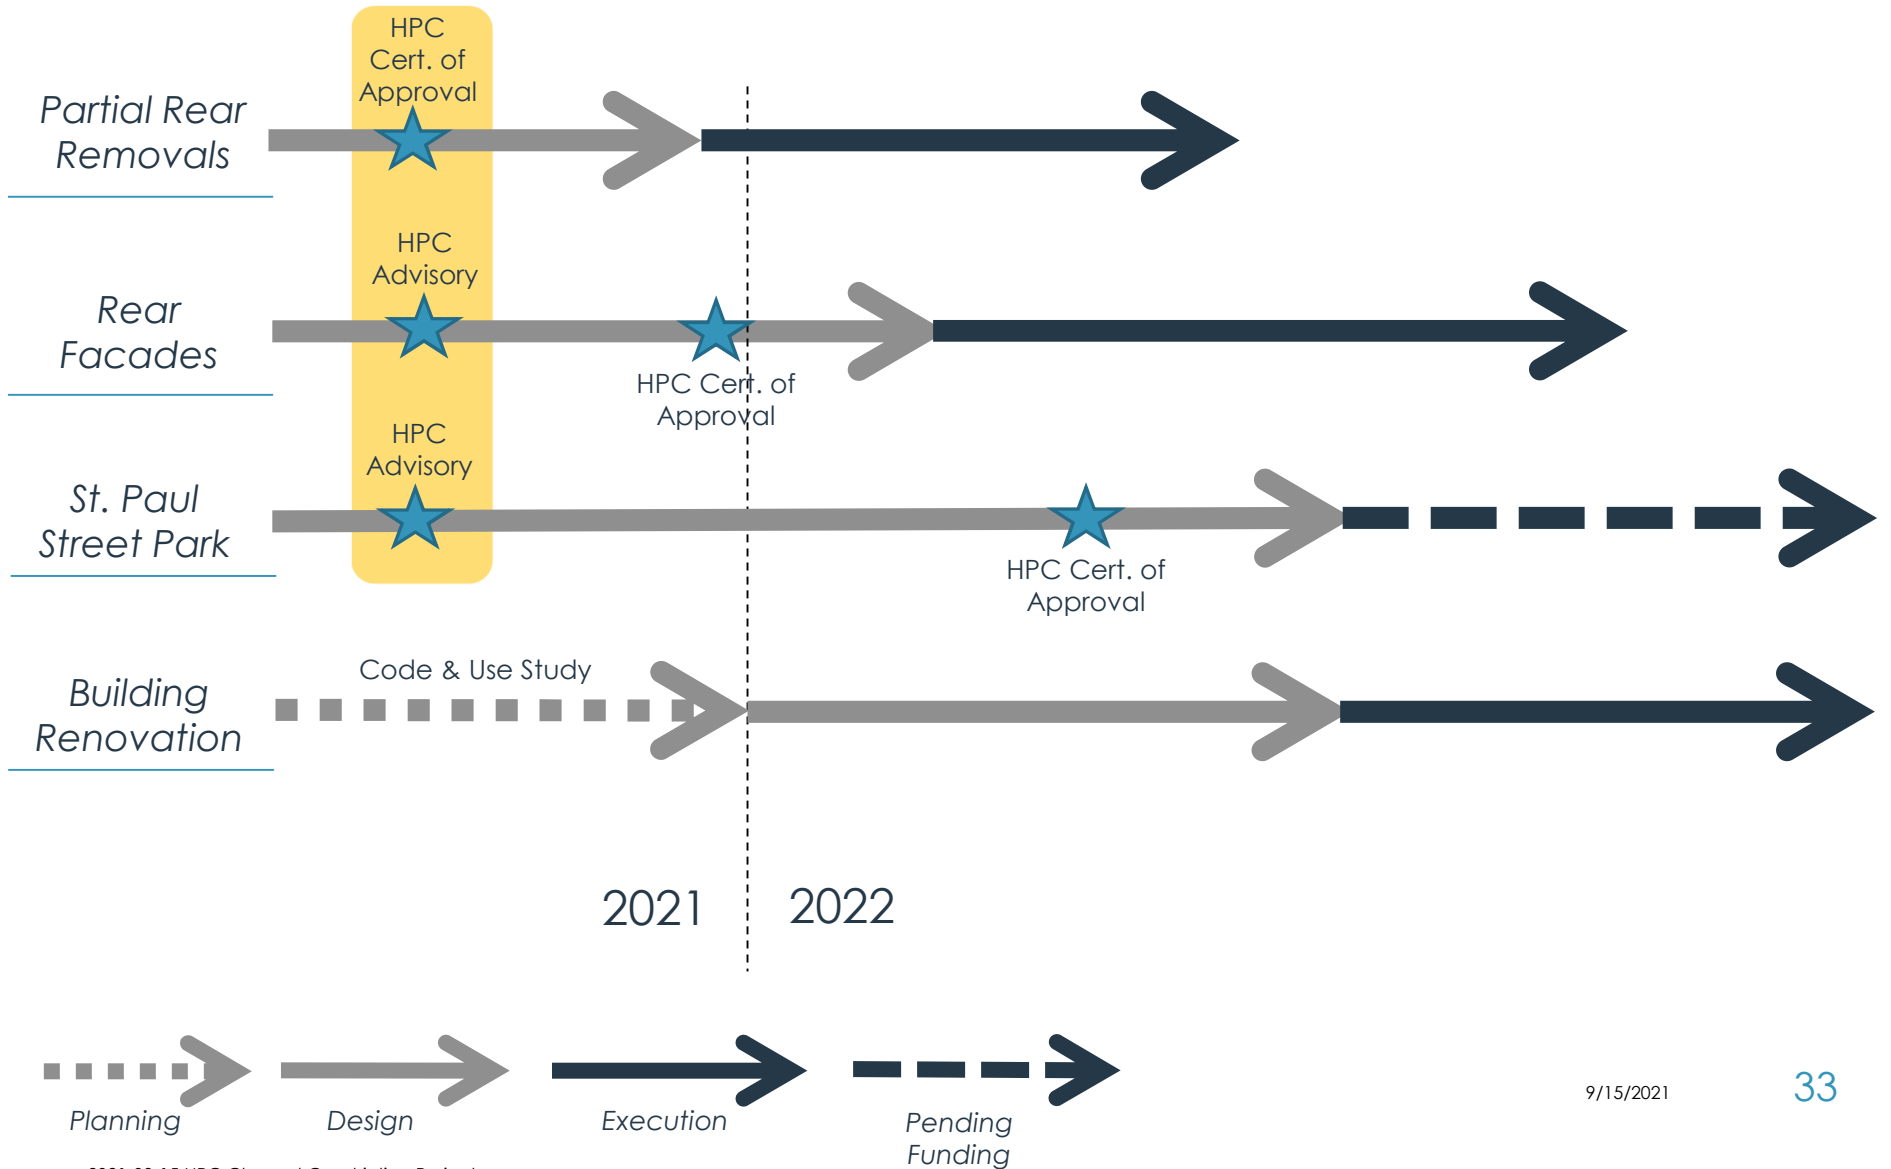 HPC
Cert. of
Approval
Partial Rear
Removals
HPC
Advisory
Rear
Facades
HPC Cert. of
Approval
HPC
Advisory
St. Paul
Street Park
HPC Cert. of
Approval
Code & Use Study
Building
Renovation
2021
2022
Planning
Design
Execution
Pending
Funding
9/15/2021
33